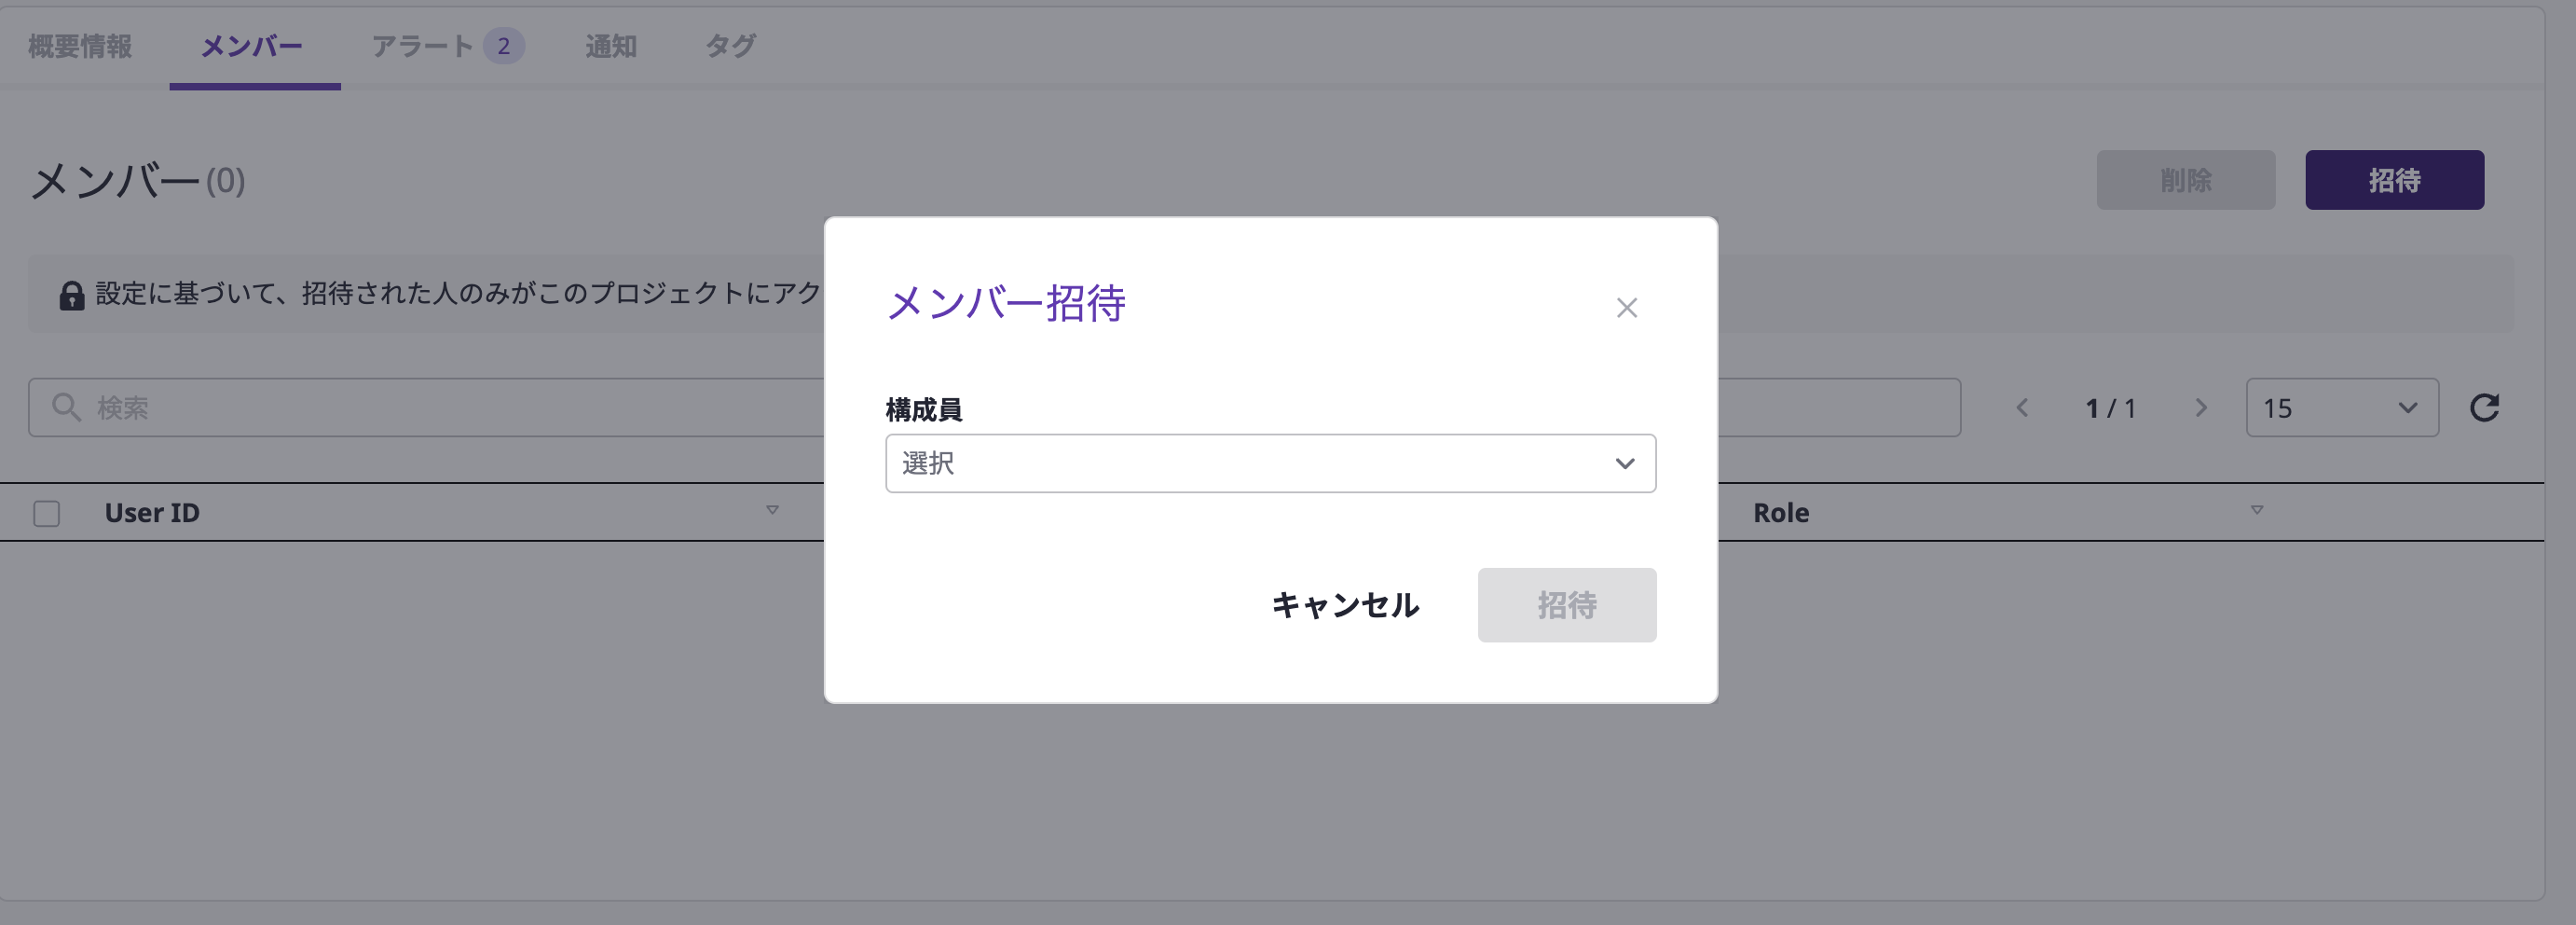 概要情報 メンバー アラート 2 通知 タグ
メンバー (0)
削除 招待
設定に基づいて、招待された人のみがこのプロジェクトにアク
検索
1 / 1
15
User ID
Role
メンバー招待
構成員
選択
キャンセル 招待